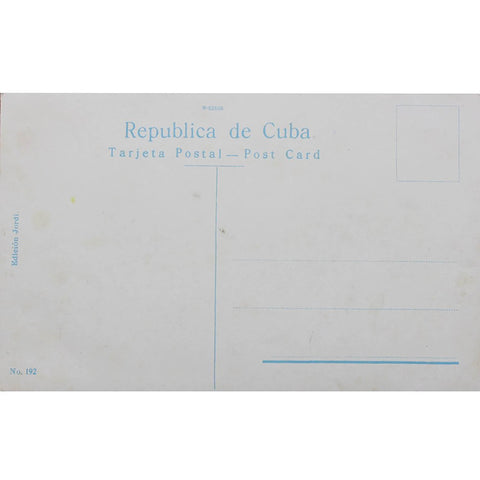 Republica de Cuba.
Tarjeta Postal — Post Card
Edición Jordi.
No. 192